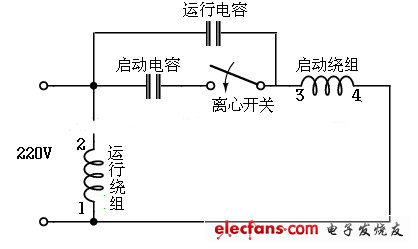 运行电容
启动电容
启动绕组
3 4
离心开关
2
220V
运行绕组
1
elecfans.com 电子发烧友